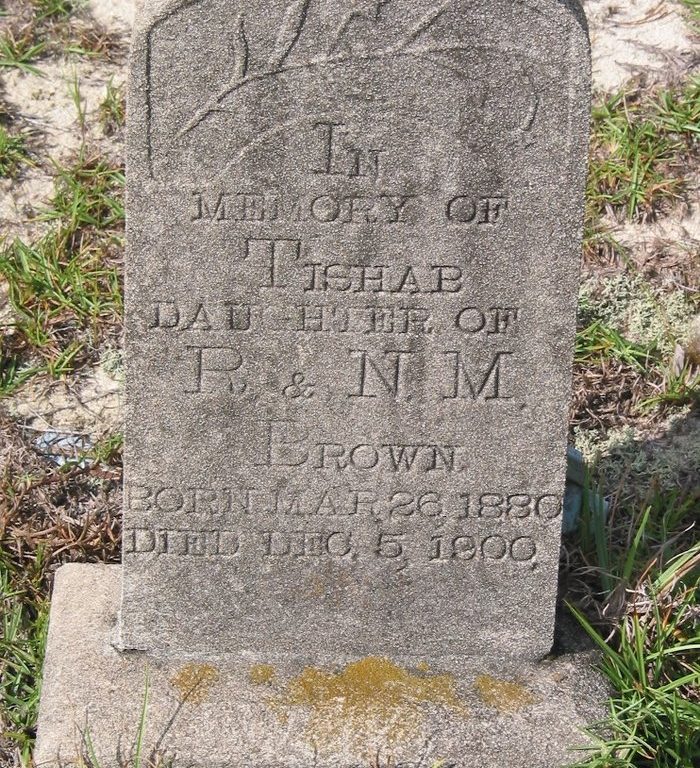 In
MEMORY OF
TISHAB
DAUGHTER OF
R. & N. M.
BROWN.
BORN MAR. 26, 1880
DIED DEC. 5, 1900.